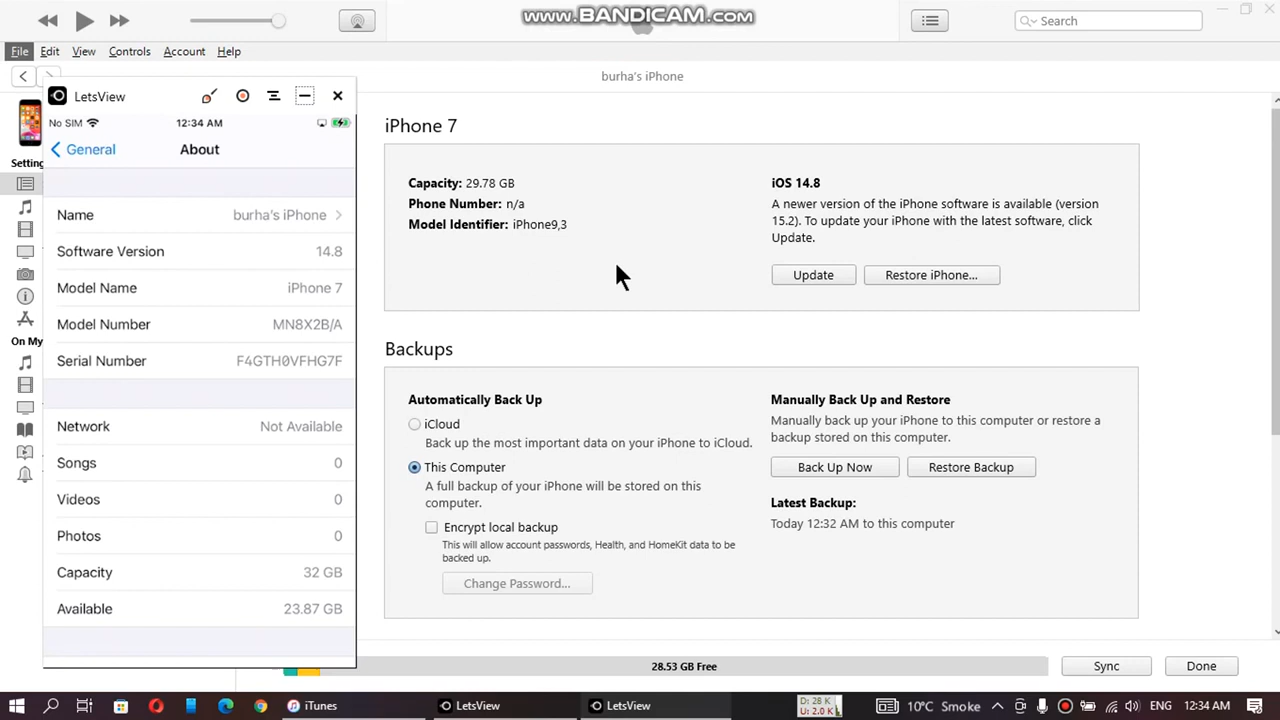 www.BANDICAM.com
Search
File Edit View Controls Account Help
burha's iPhone
LetsView
No SIM 12:34 AM
General About
Name burha's iPhone
Software Version 14.8
Model Name iPhone 7
Model Number MN8X2B/A
Serial Number F4GTH0VFHG7F
Network Not Available
Songs 0
Videos 0
Photos 0
Capacity 32 GB
Available 23.87 GB
Setting
On My
iPhone 7
Capacity: 29.78 GB
Phone Number: n/a
Model Identifier: iPhone9,3
iOS 14.8
A newer version of the iPhone software is available (version
15.2). To update your iPhone with the latest software, click
Update.
Update Restore iPhone...
Backups
Automatically Back Up
iCloud
Back up the most important data on your iPhone to iCloud.
This Computer
A full backup of your iPhone will be stored on this
computer.
Encrypt local backup
This will allow account passwords, Health, and HomeKit data to be
backed up.
Change Password...
Manually Back Up and Restore
Manually back up your iPhone to this computer or restore a
backup stored on this computer.
Back Up Now Restore Backup
Latest Backup:
Today 12:32 AM to this computer
28.53 GB Free
Sync Done
iTunes LetsView LetsView
D: 28 K
U: 2.0 K
10°C Smoke 12:34 AM